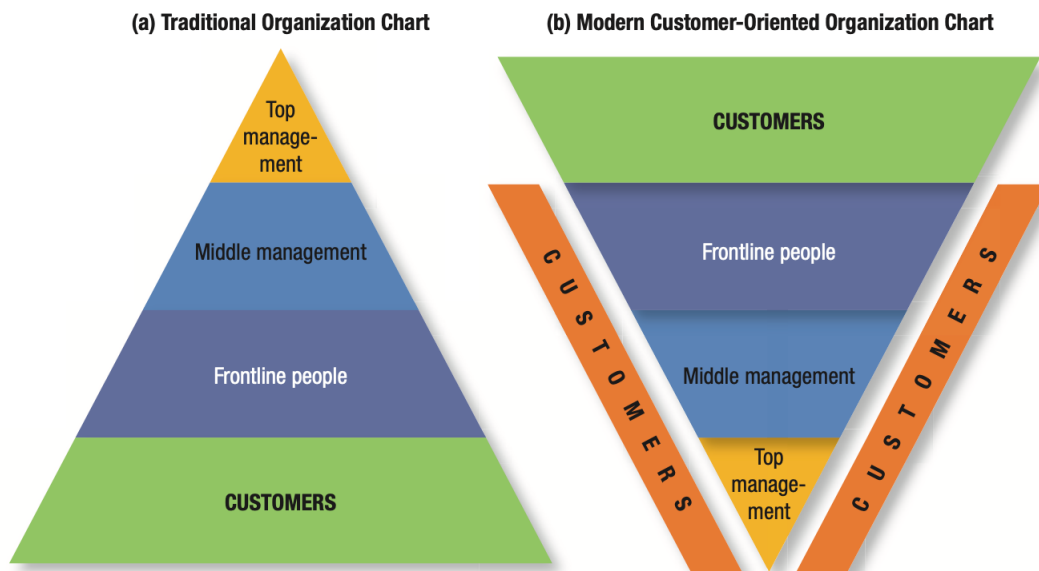 (a) Traditional Organization Chart
Top
manage-
ment
Middle management
Frontline people
CUSTOMERS
(b) Modern Customer-Oriented Organization Chart
CUSTOMERS
Frontline people
Middle management
Top
manage-
ment
CUSTOMERS
CUSTOMERS